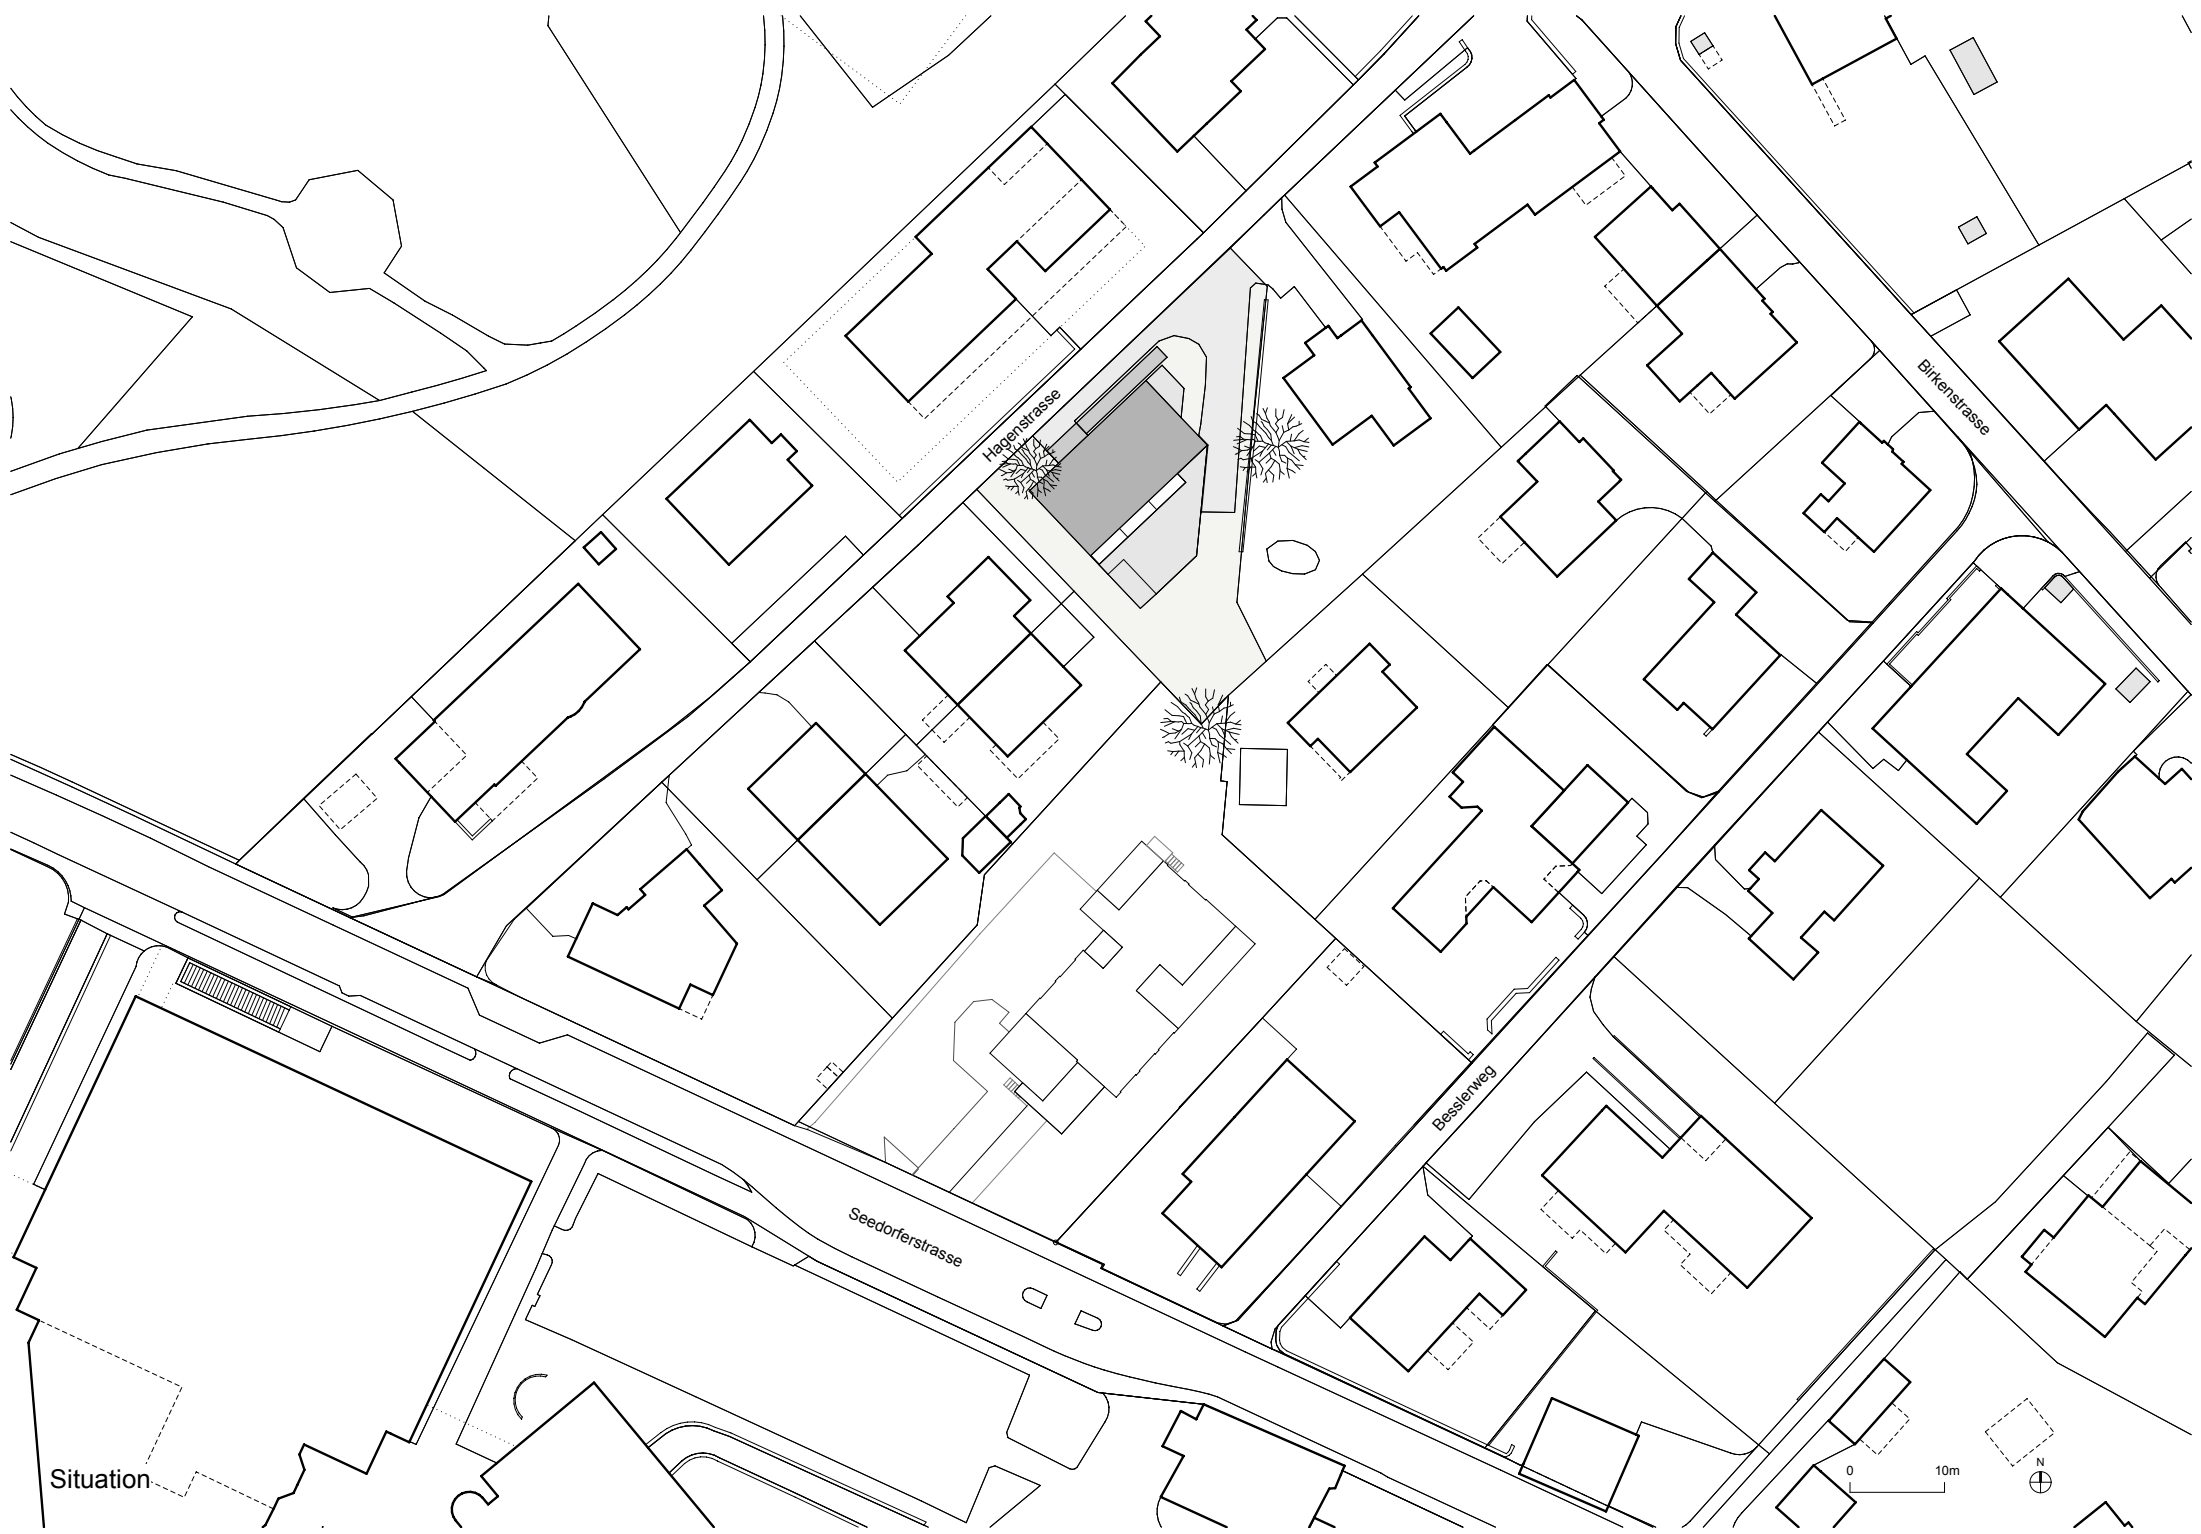 Birkenstrasse
Hagenstrasse
Besslerweg
Seedorferstrasse
Situation
0 10m
N